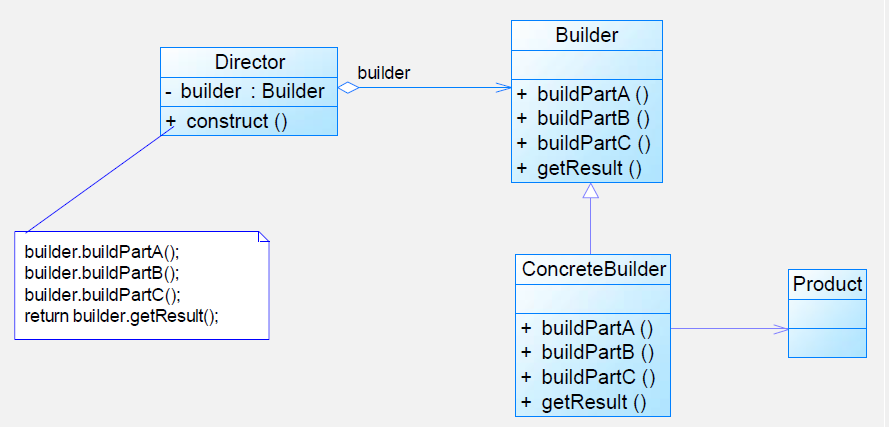 Director
- builder : Builder
+ construct ()
builder
Builder
+ buildPartA ()
+ buildPartB ()
+ buildPartC ()
+ getResult ()
builder.buildPartA();
builder.buildPartB();
builder.buildPartC();
return builder.getResult();
ConcreteBuilder
+ buildPartA ()
+ buildPartB ()
+ buildPartC ()
+ getResult ()
Product